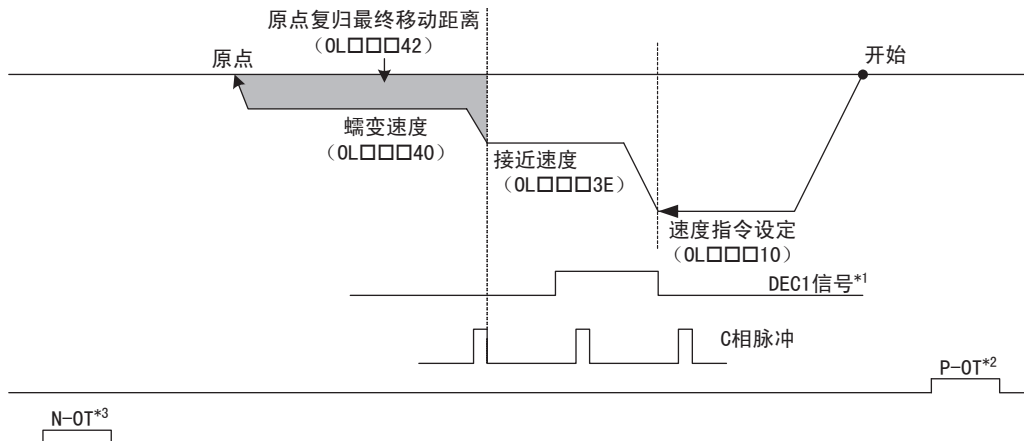 原点复归最终移动距离
（OL□□□42）
原点
开始
蠕变速度
（OL□□□40）
接近速度
（OL□□□3E）
速度指令设定
（OL□□□10）
DEC1信号*1
C相脉冲
P-OT*2
N-OT*3